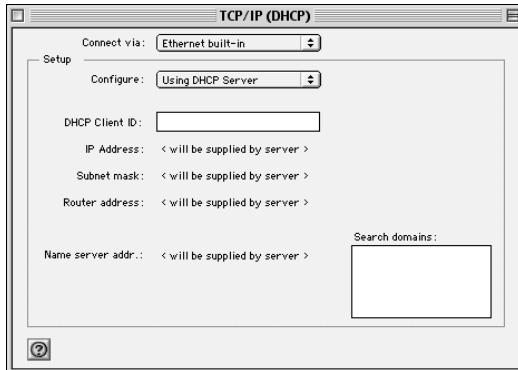 TCP/IP (DHCP)
Connect via: Ethernet built-in
Setup
Configure: Using DHCP Server
DHCP Client ID:
IP Address: < will be supplied by server >
Subnet mask: < will be supplied by server >
Router address: < will be supplied by server >
Search domains:
Name server addr.: < will be supplied by server >
?